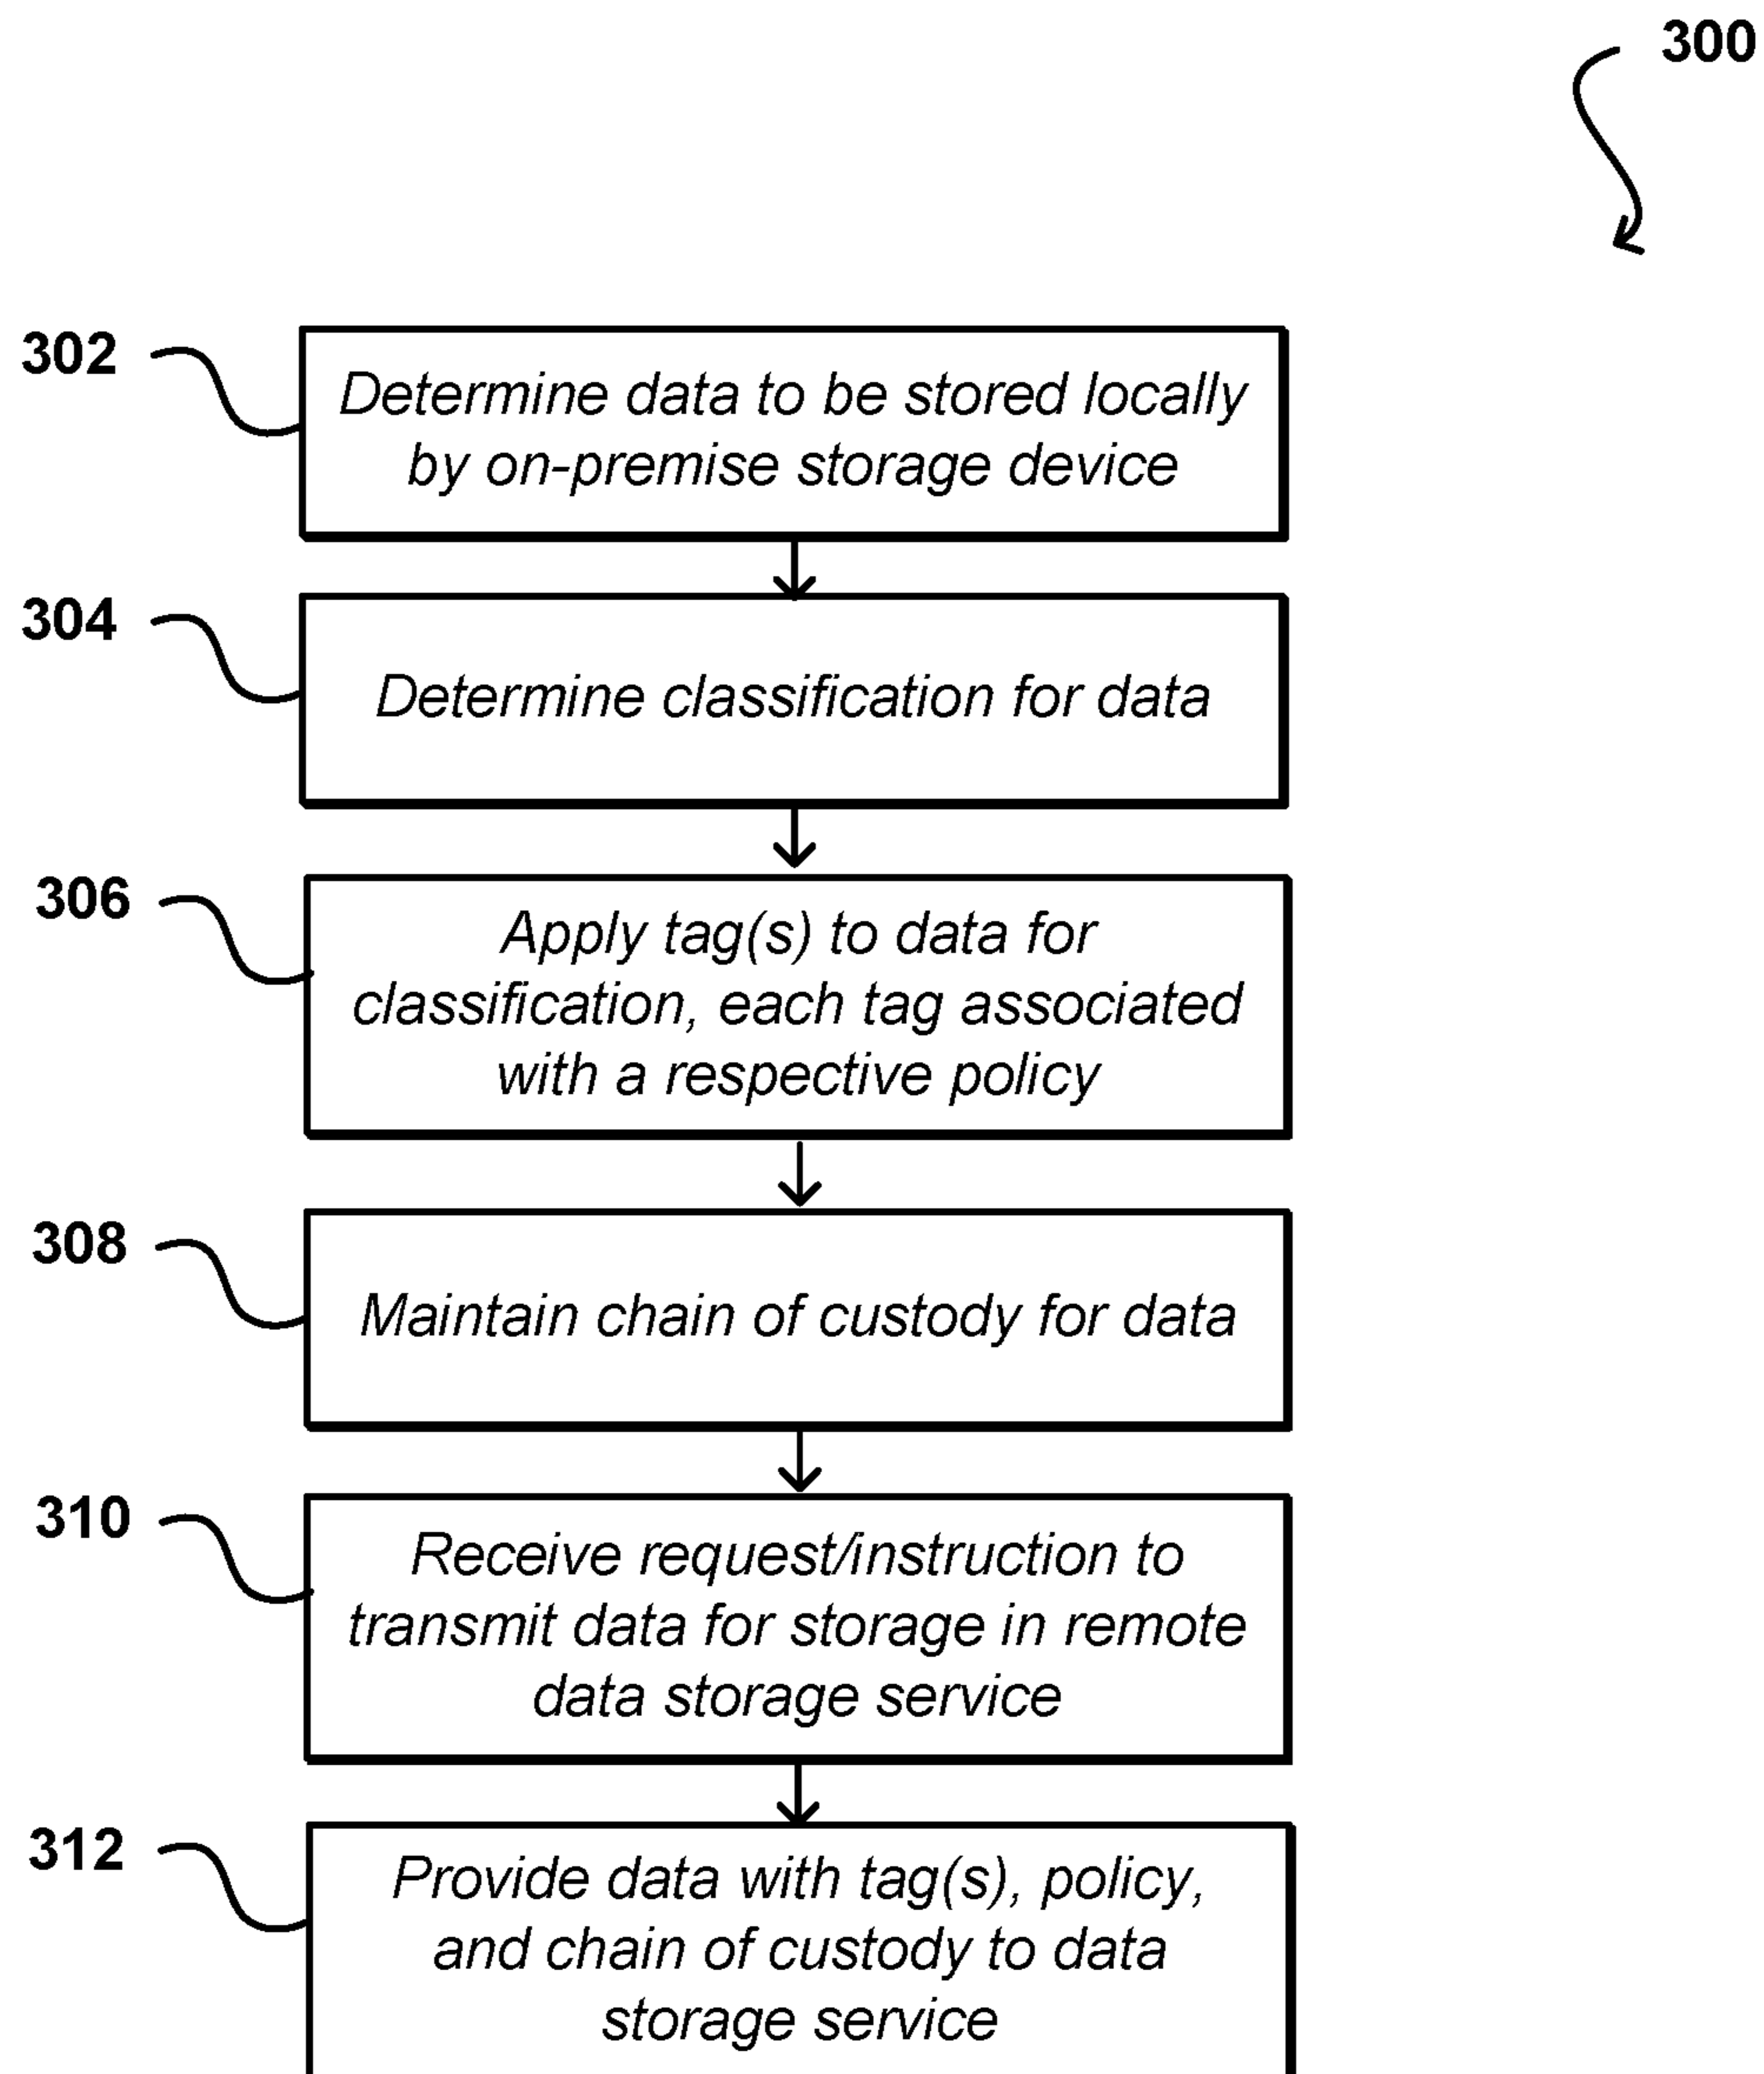 300
302
Determine data to be stored locally
by on-premise storage device
304
Determine classification for data
306
Apply tag(s) to data for
classification, each tag associated
with a respective policy
308
Maintain chain of custody for data
310
Receive request/instruction to
transmit data for storage in remote
data storage service
312
Provide data with tag(s), policy,
and chain of custody to data
storage service